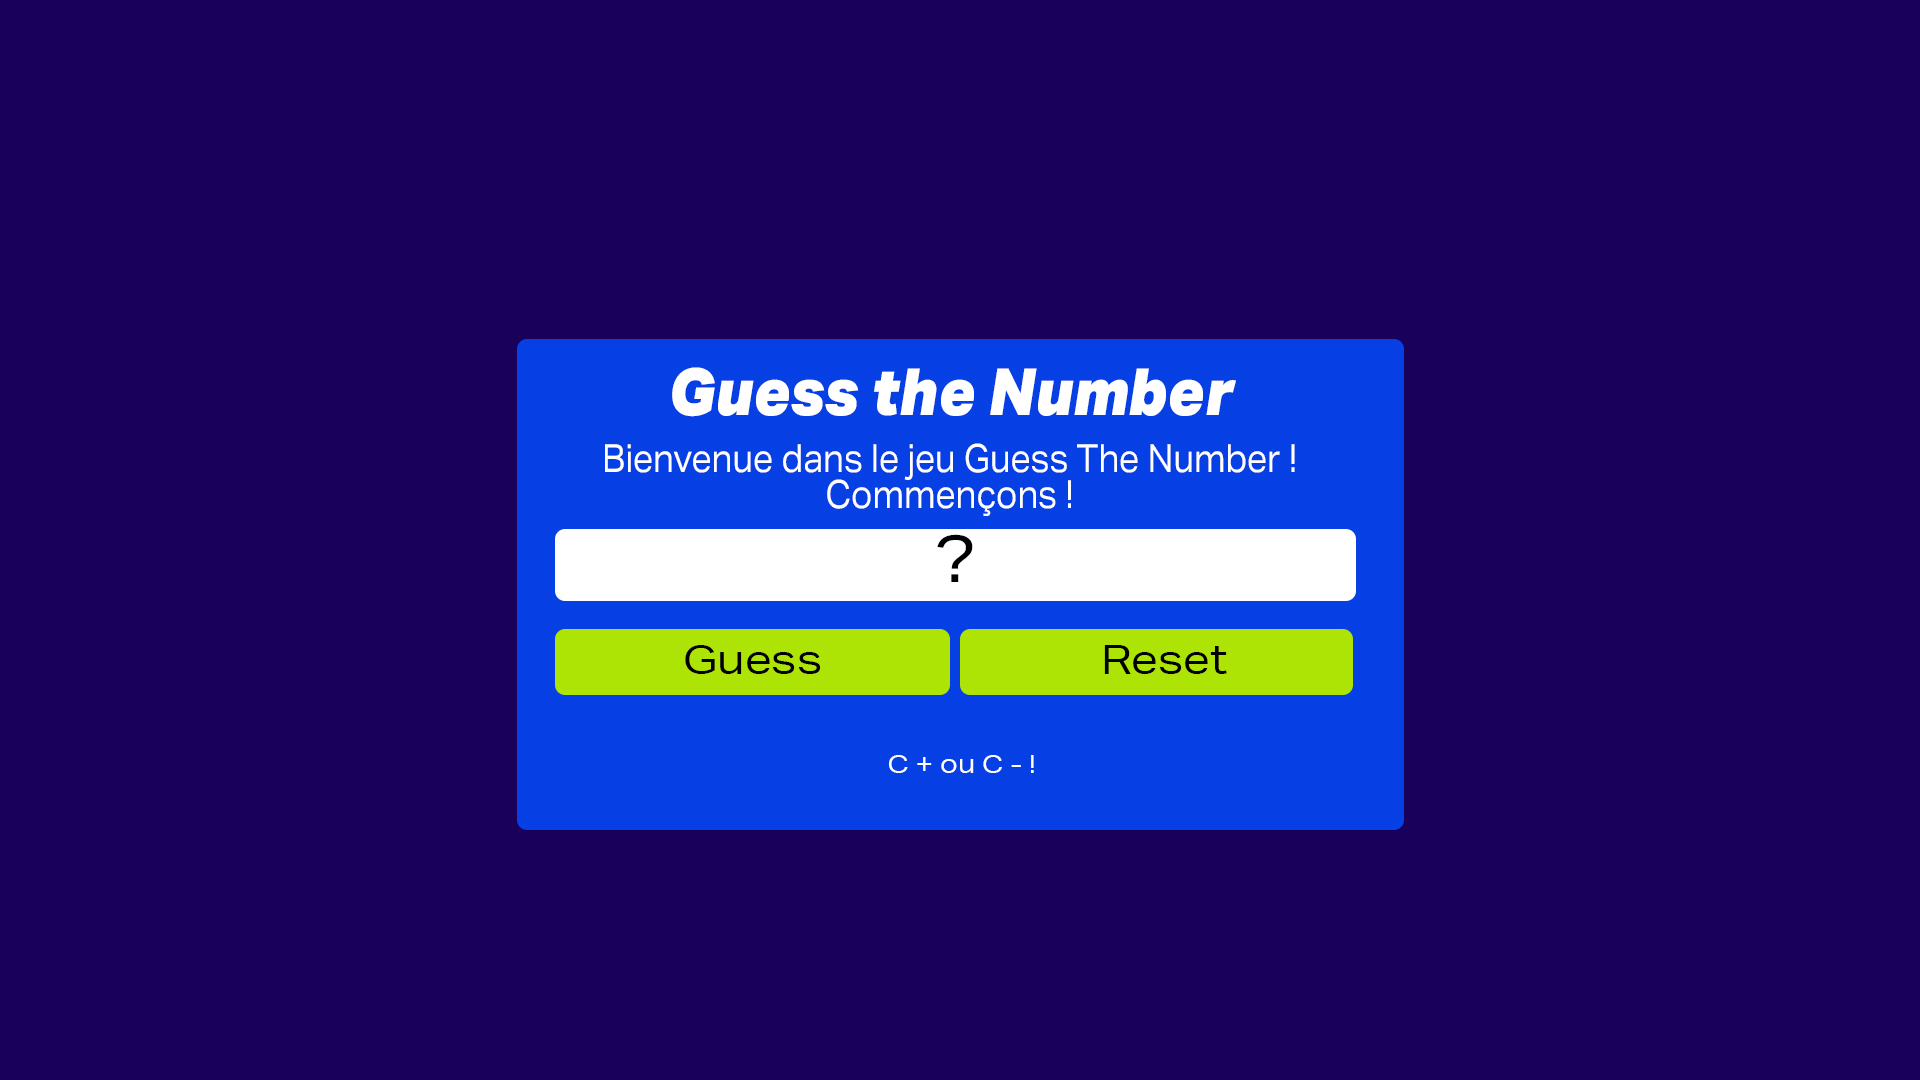 Guess the Number
Bienvenue dans le jeu Guess The Number !
Commençons !
?
Guess
Reset
C + ou C - !